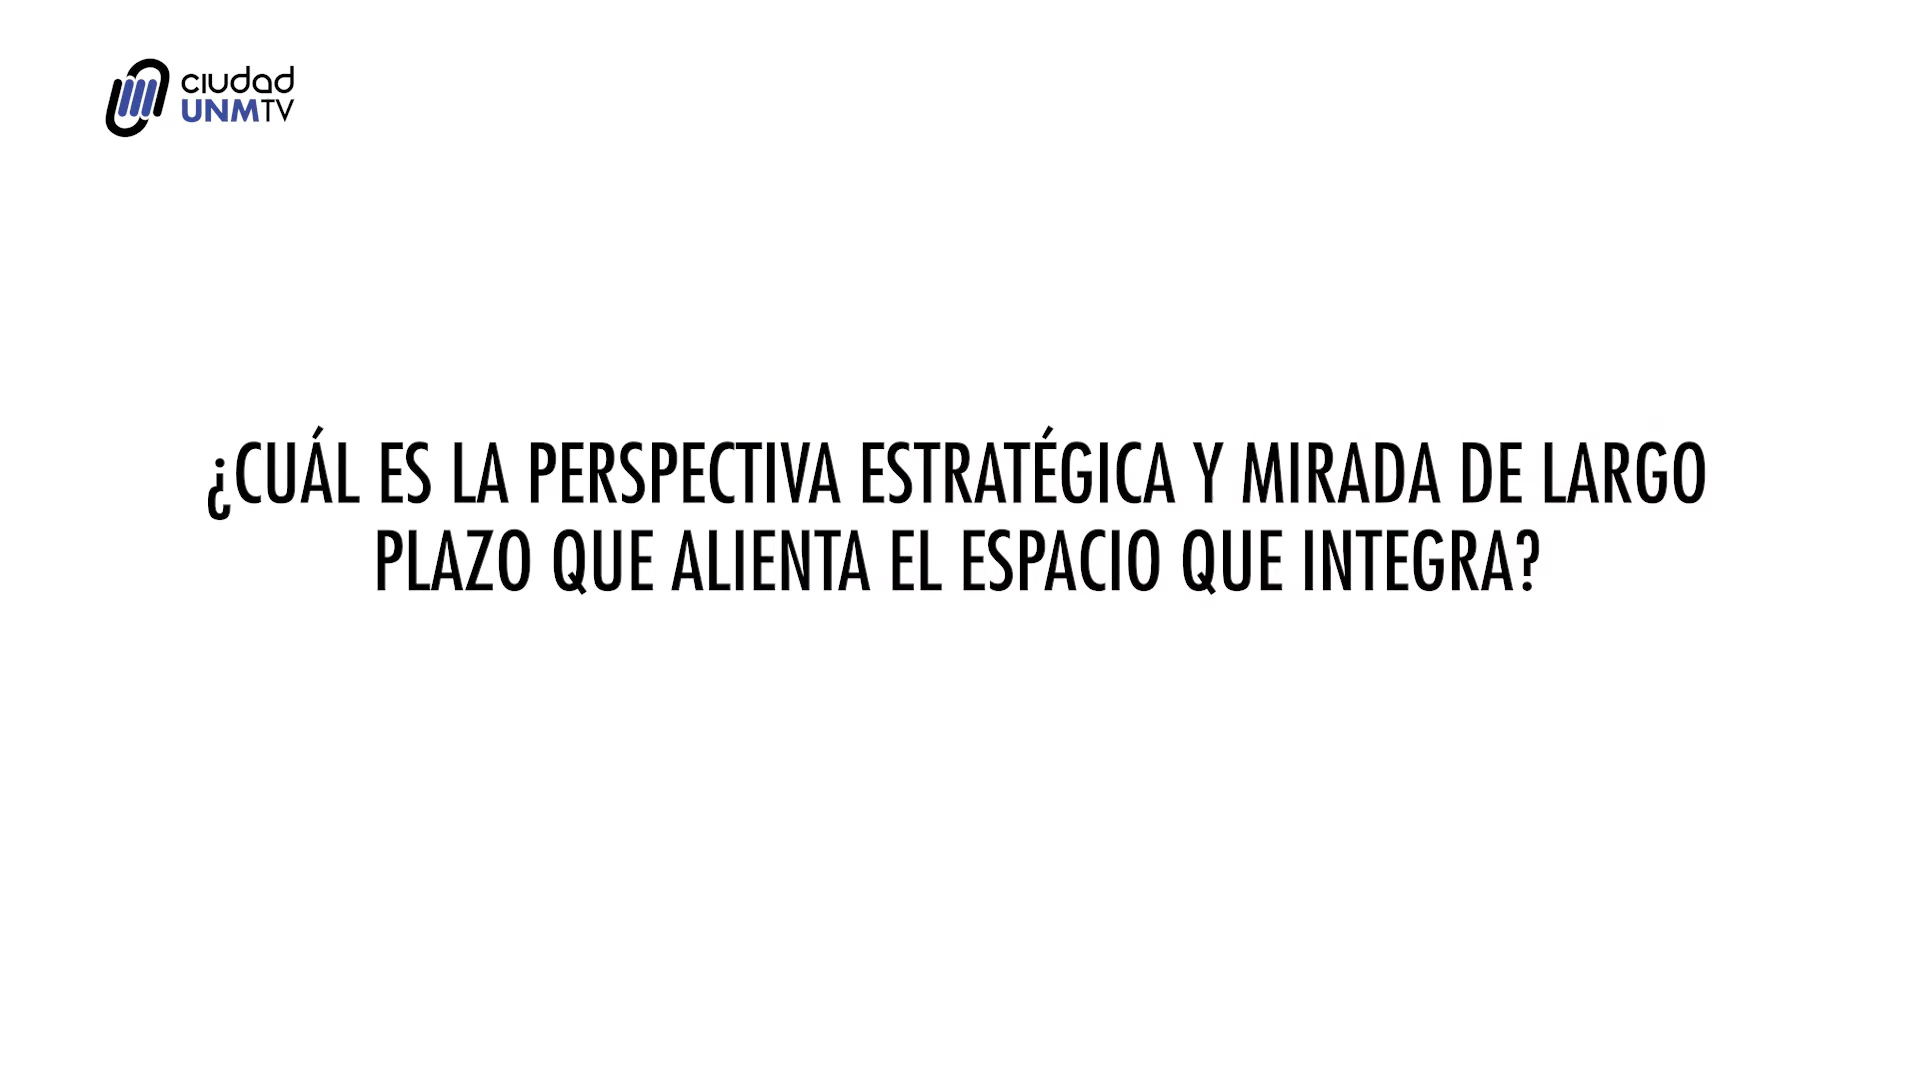 ciudad
UNMTV
¿CUÁL ES LA PERSPECTIVA ESTRATÉGICA Y MIRADA DE LARGO
PLAZO QUE ALIENTA EL ESPACIO QUE INTEGRA?